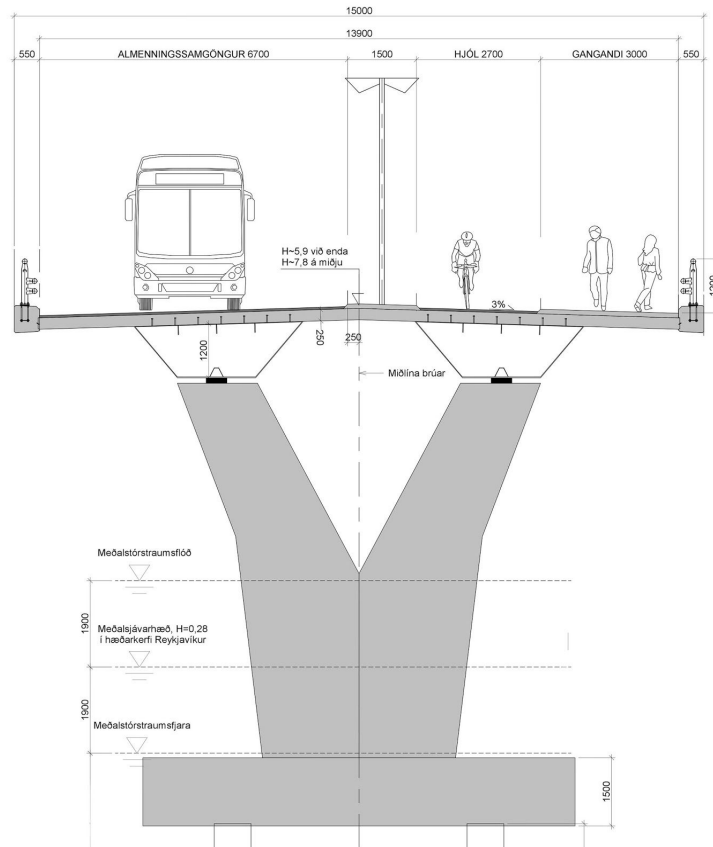 15000
13900
550
ALMENNINGSSAMGÖNGUR 6700
1500
HJÓL 2700
GANGANDI 3000
550
H~5,9 við enda
H~7,8 á miðju
3%
1200
1200
250
250
Miðlína brúar
Meðalstórstraumsflóð
1900
Meðalsjávarhæð, H=0,28
í hæðarkerfi Reykjavíkur
1900
Meðalstórstraumsfjara
1500